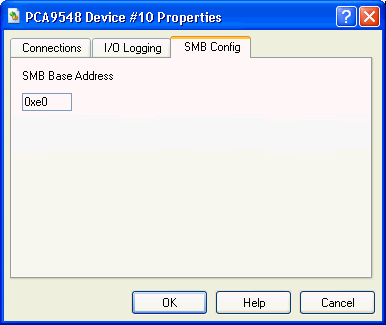 PCA9548 Device #10 Properties
Connections I/O Logging SMB Config
SMB Base Address
0xe0
OK Help Cancel